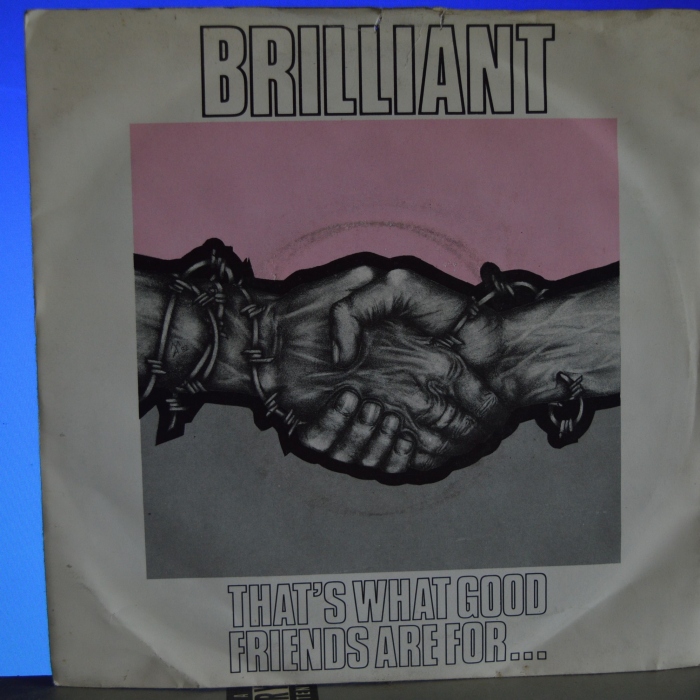 BRILLIANT
THAT'S WHAT GOOD
FRIENDS ARE FOR...